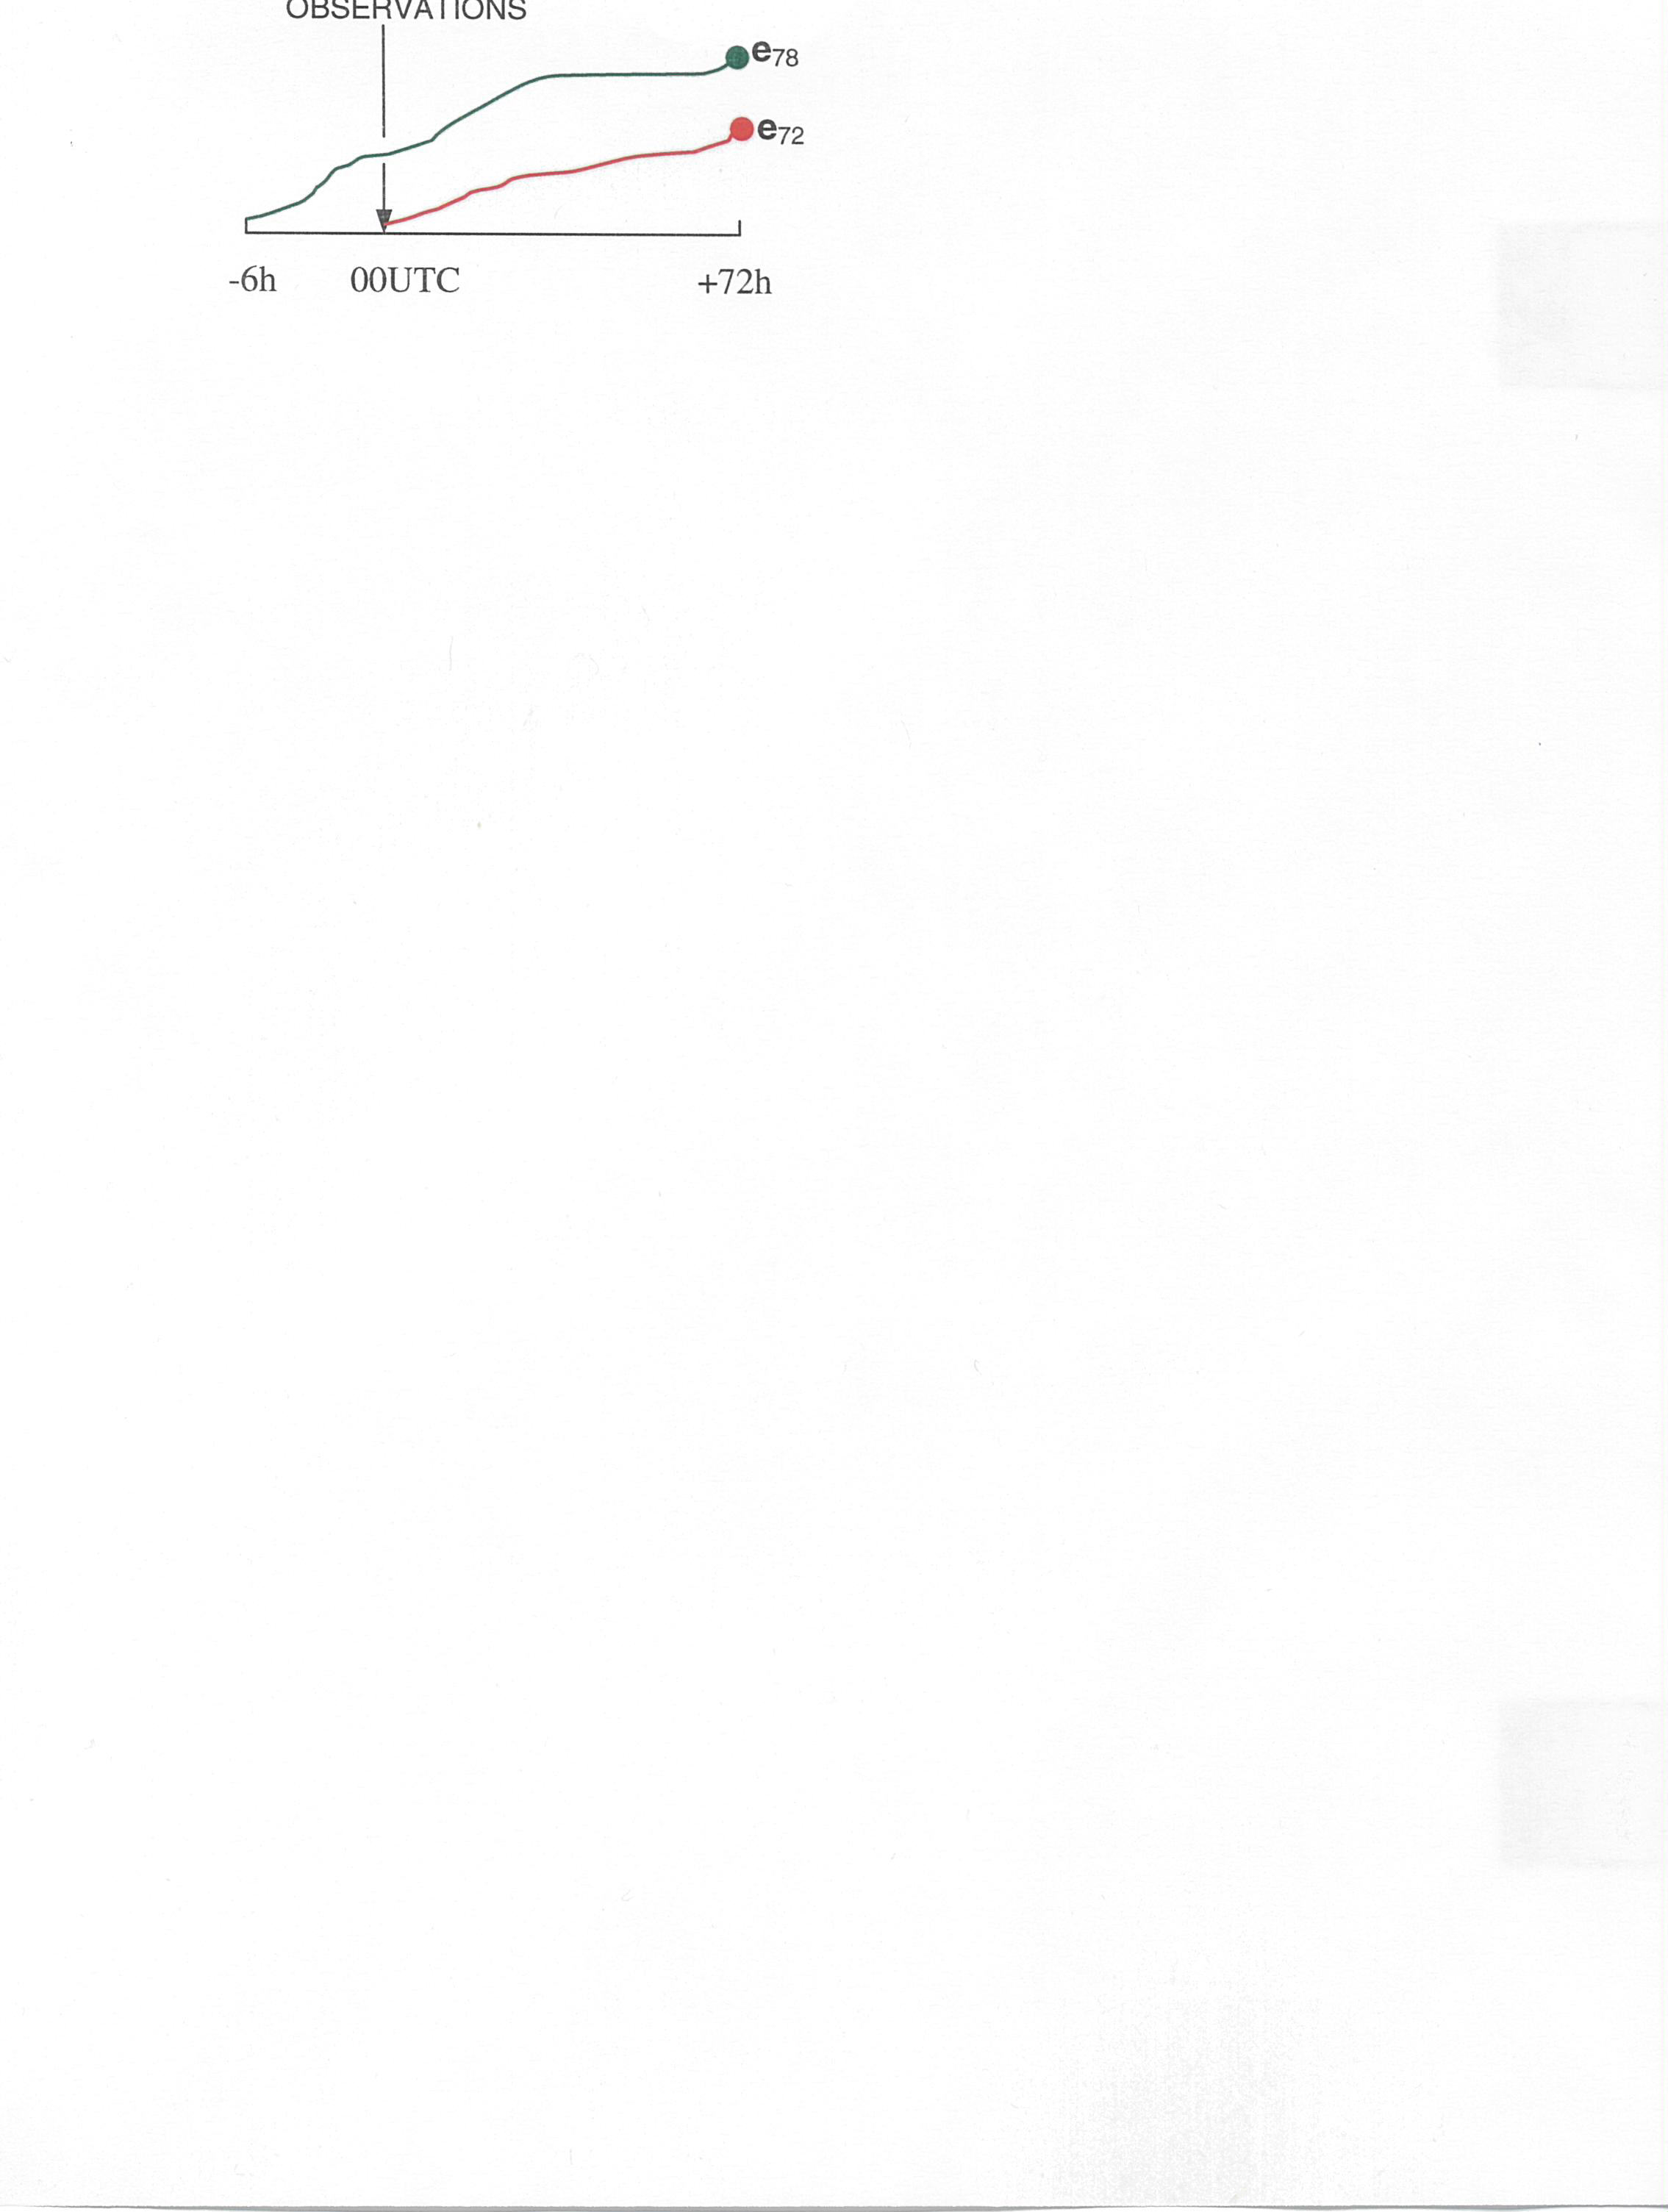 OBSERVATIONS
e78
e72
-6h 00UTC +72h